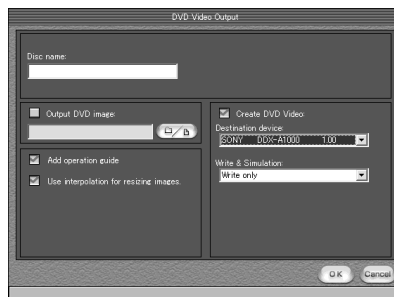 DVD Video Output
Disc name:
Output DVD image:
Add operation guide
Use interpolation for resizing images.
Create DVD Video:
Destination device:
SONY DDX-A1000 1.00
Write & Simulation:
Write only
OK Cancel